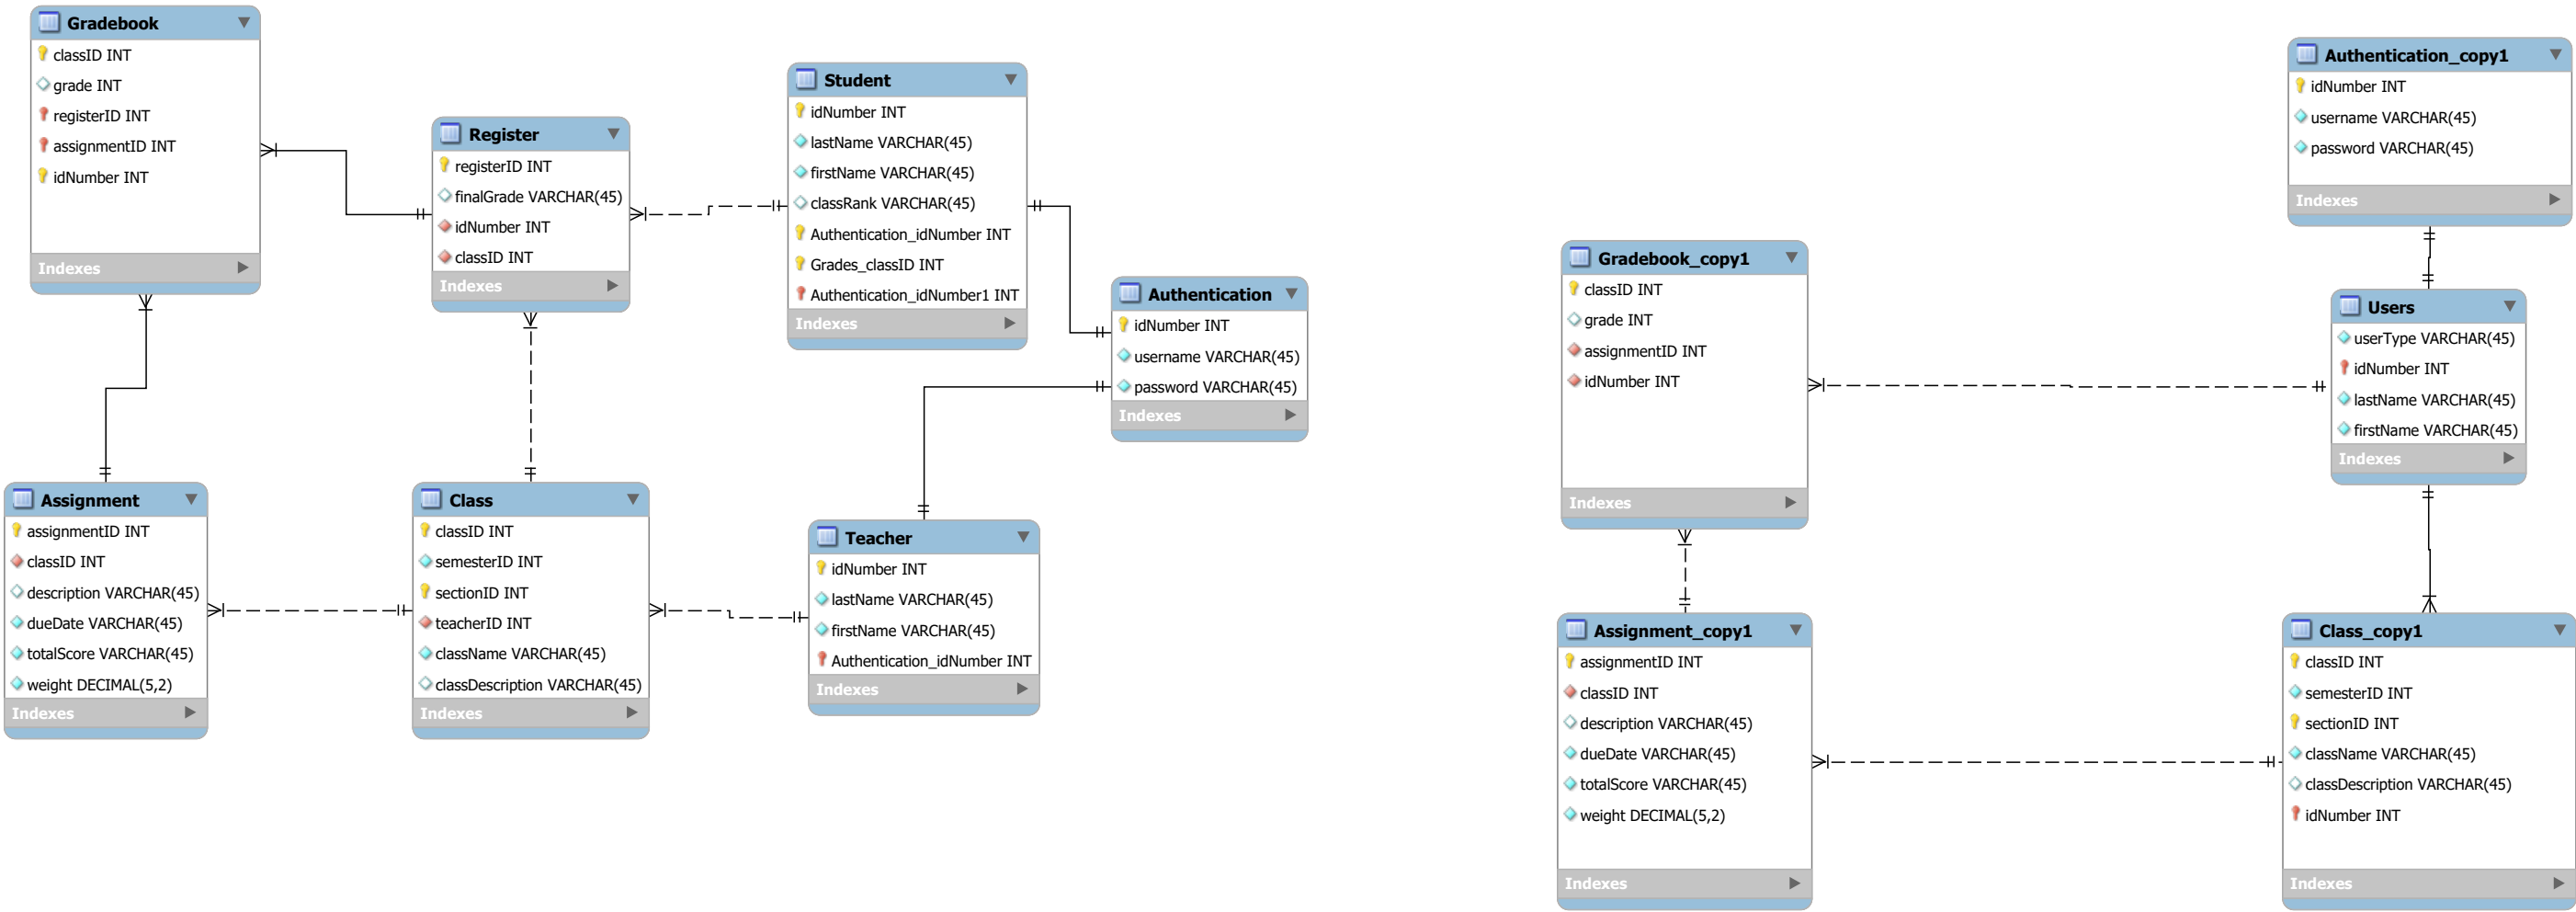 Gradebook
classID INT
grade INT
registerID INT
assignmentID INT
idNumber INT
Indexes
Register
registerID INT
finalGrade VARCHAR(45)
idNumber INT
classID INT
Indexes
Student
idNumber INT
lastName VARCHAR(45)
firstName VARCHAR(45)
classRank VARCHAR(45)
Authentication_idNumber INT
Grades_classID INT
Authentication_idNumber1 INT
Indexes
Authentication
idNumber INT
username VARCHAR(45)
password VARCHAR(45)
Indexes
Assignment
assignmentID INT
classID INT
description VARCHAR(45)
dueDate VARCHAR(45)
totalScore VARCHAR(45)
weight DECIMAL(5,2)
Indexes
Class
classID INT
semesterID INT
sectionID INT
teacherID INT
className VARCHAR(45)
classDescription VARCHAR(45)
Indexes
Teacher
idNumber INT
lastName VARCHAR(45)
firstName VARCHAR(45)
Authentication_idNumber INT
Indexes
Authentication_copy1
idNumber INT
username VARCHAR(45)
password VARCHAR(45)
Indexes
Gradebook_copy1
classID INT
grade INT
assignmentID INT
idNumber INT
Indexes
Users
userType VARCHAR(45)
idNumber INT
lastName VARCHAR(45)
firstName VARCHAR(45)
Indexes
Assignment_copy1
assignmentID INT
classID INT
description VARCHAR(45)
dueDate VARCHAR(45)
totalScore VARCHAR(45)
weight DECIMAL(5,2)
Indexes
Class_copy1
classID INT
semesterID INT
sectionID INT
className VARCHAR(45)
classDescription VARCHAR(45)
idNumber INT
Indexes